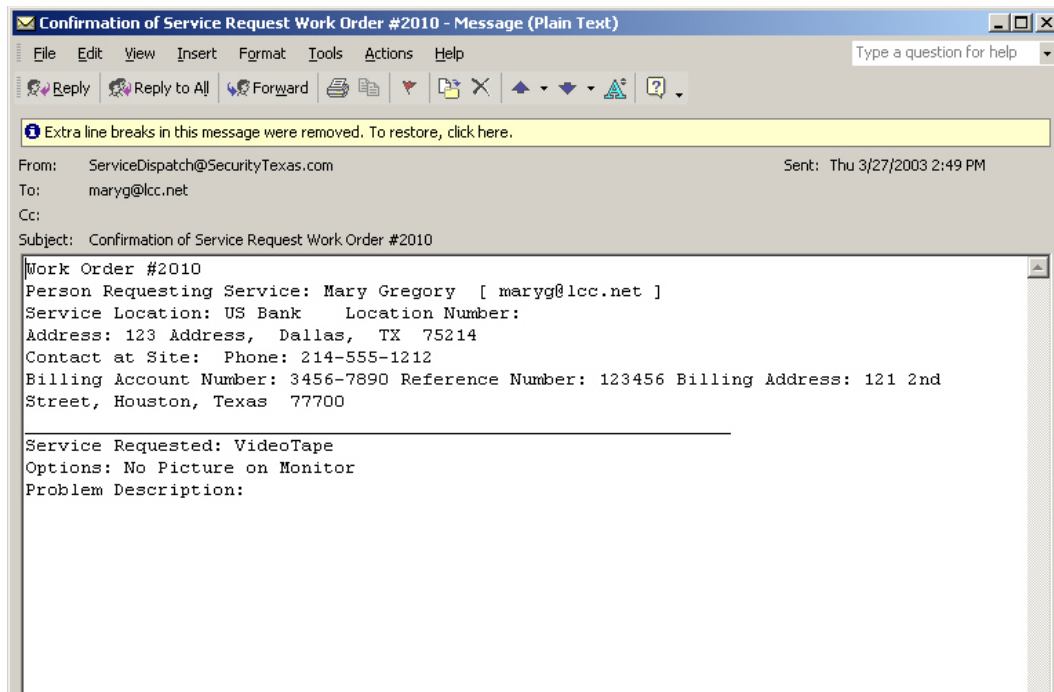 Confirmation of Service Request Work Order #2010 - Message (Plain Text)
File Edit View Insert Format Tools Actions Help
Type a question for help
Reply Reply to All Forward
Extra line breaks in this message were removed. To restore, click here.
From: ServiceDispatch@SecurityTexas.com Sent: Thu 3/27/2003 2:49 PM
To: maryg@lcc.net
Cc:
Subject: Confirmation of Service Request Work Order #2010
Work Order #2010
Person Requesting Service: Mary Gregory [ maryg@lcc.net ]
Service Location: US Bank Location Number:
Address: 123 Address, Dallas, TX 75214
Contact at Site: Phone: 214-555-1212
Billing Account Number: 3456-7890 Reference Number: 123456 Billing Address: 121 2nd
Street, Houston, Texas 77700
Service Requested: VideoTape
Options: No Picture on Monitor
Problem Description: